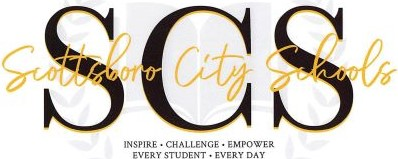 SCS
Scottsboro City Schools
INSPIRE • CHALLENGE • EMPOWER
EVERY STUDENT • EVERY DAY